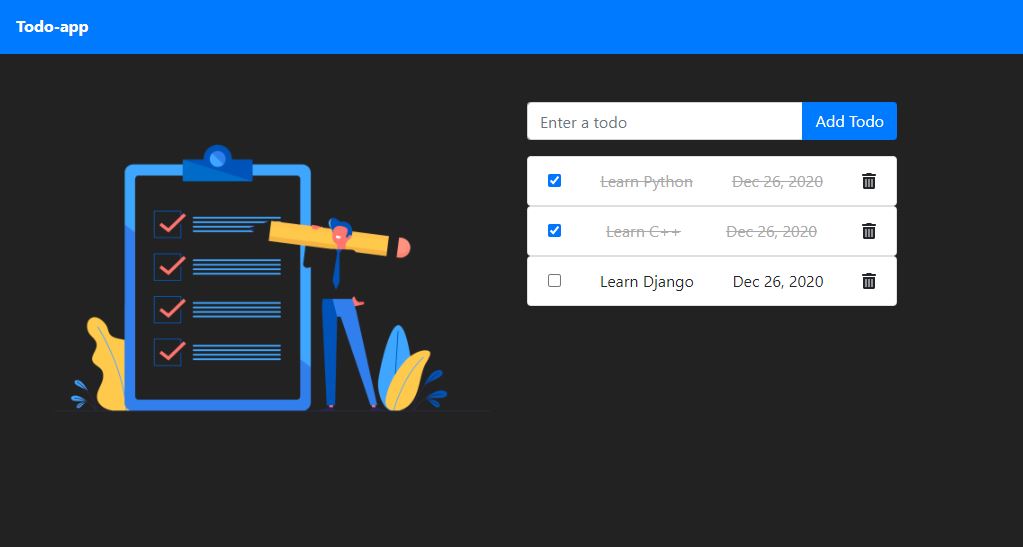 Todo-app
Enter a todo Add Todo
Learn Python Dec 26, 2020
Learn C++ Dec 26, 2020
Learn Django Dec 26, 2020